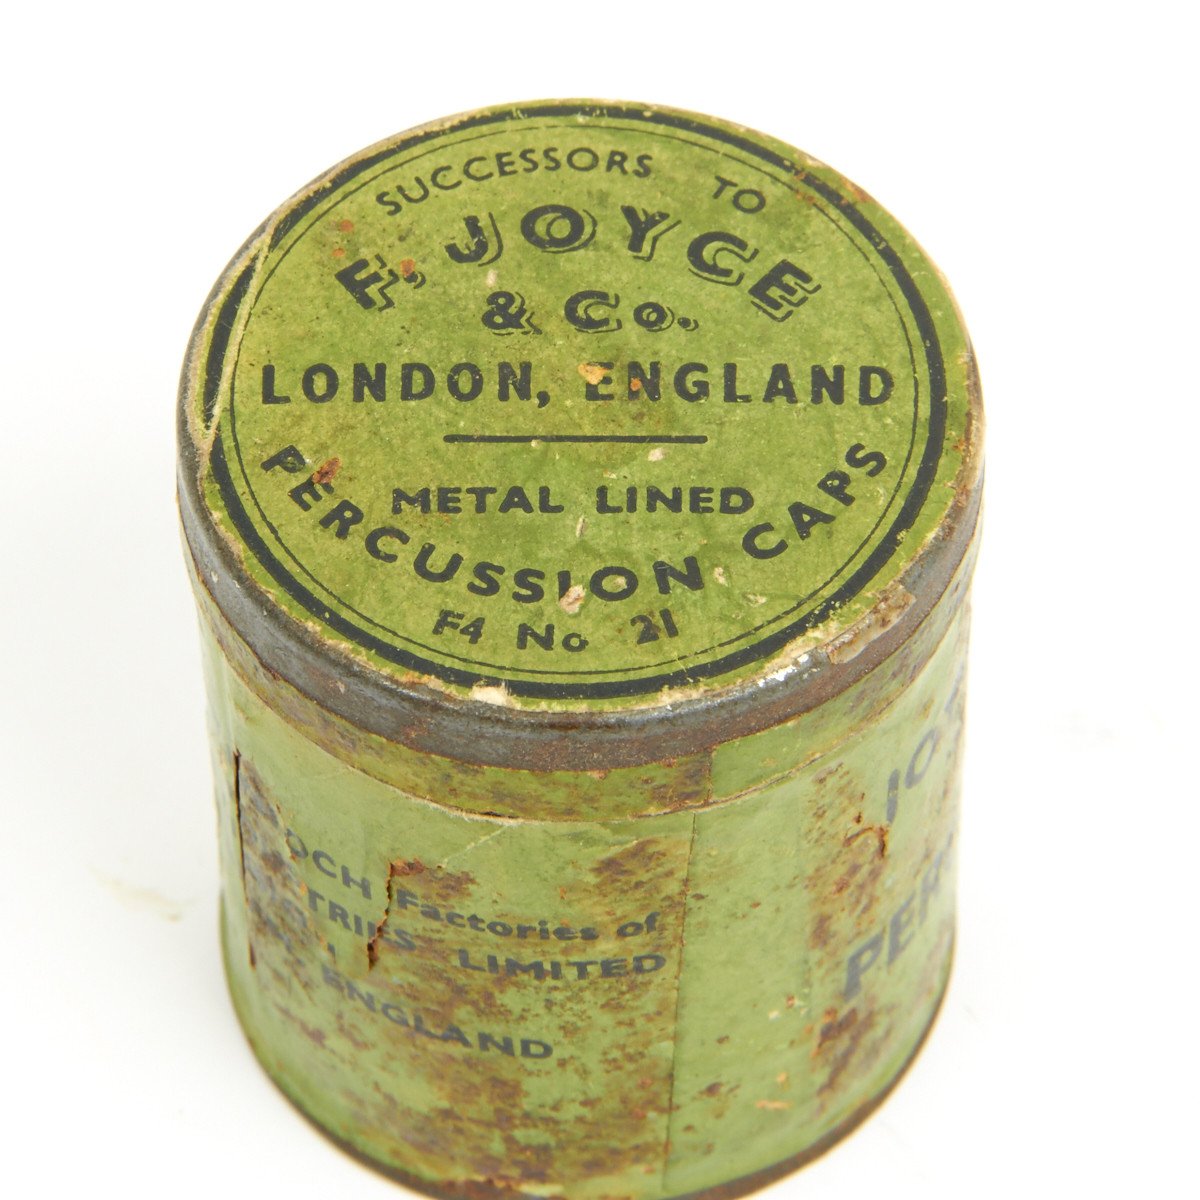 SUCCESSORS TO
F. JOYCE
& Co.
LONDON, ENGLAND
METAL LINED
PERCUSSION CAPS
F4 No 21
Factories of
LIMITED
ENGLAND